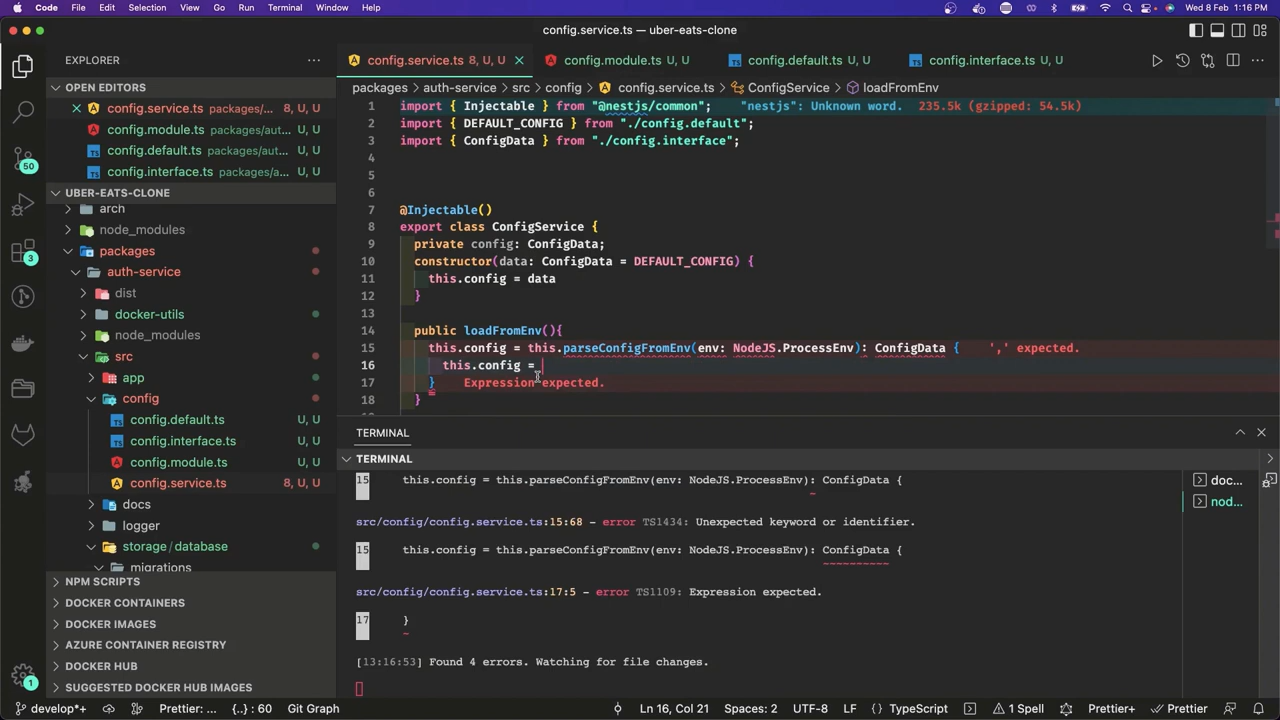 Code File Edit Selection View Go Run Terminal Window Help Wed 8 Feb 1:16 PM
config.service.ts — uber-eats-clone
EXPLORER
config.service.ts 8, U, U
config.module.ts U, U
config.default.ts U, U
config.interface.ts U, U
packages > auth-service > src > config > config.service.ts > ConfigService > loadFromEnv
OPEN EDITORS
config.service.ts packages/... 8, U, U
config.module.ts packages/aut... U, U
config.default.ts packages/aut... U, U
config.interface.ts packages/a... U, U
UBER-EATS-CLONE
arch
node_modules
packages
auth-service
dist
docker-utils
node_modules
src
app
config
config.default.ts U, U
config.interface.ts U, U
config.module.ts U, U
config.service.ts 8, U, U
docs
logger
storage/database
migrations
NPM SCRIPTS
DOCKER CONTAINERS
DOCKER IMAGES
AZURE CONTAINER REGISTRY
DOCKER HUB
SUGGESTED DOCKER HUB IMAGES
50
3
1
1 import { Injectable } from "@nestjs/common"; "nestjs": Unknown word. 235.5k (gzipped: 54.5k)
2 import { DEFAULT_CONFIG } from "./config.default";
3 import { ConfigData } from "./config.interface";
4
5
6
7 @Injectable()
8 export class ConfigService {
9 private config: ConfigData;
10 constructor(data: ConfigData = DEFAULT_CONFIG) {
11 this.config = data
12 }
13
14 public loadFromEnv(){
15 this.config = this.parseConfigFromEnv(env: NodeJS.ProcessEnv): ConfigData { ',' expected.
16 this.config =
17 } Expression expected.
18 }
TERMINAL
TERMINAL
15 this.config = this.parseConfigFromEnv(env: NodeJS.ProcessEnv): ConfigData {
~
src/config/config.service.ts:15:68 - error TS1434: Unexpected keyword or identifier.
15 this.config = this.parseConfigFromEnv(env: NodeJS.ProcessEnv): ConfigData {
~~~~~~~~~~
src/config/config.service.ts:17:5 - error TS1109: Expression expected.
17 }
~
[13:16:53] Found 4 errors. Watching for file changes.
doc...
nod...
develop*+ Prettier: ... {..} : 60 Git Graph Ln 16, Col 21 Spaces: 2 UTF-8 LF TypeScript 1 Spell Prettier+ Prettier